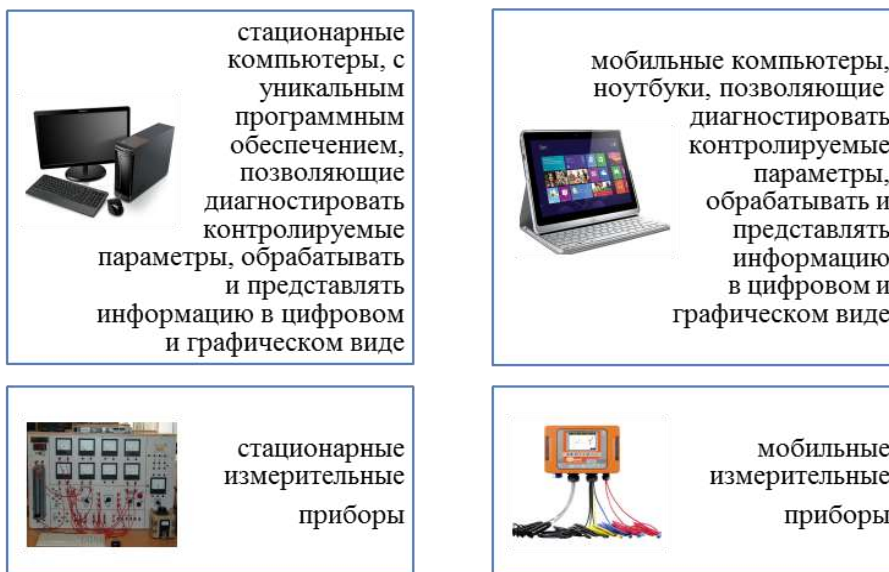 стационарные
компьютеры, с
уникальным
программным
обеспечением,
позволяющие
диагностировать
контролируемые
параметры, обрабатывать
и представлять
информацию в цифровом
и графическом виде
мобильные компьютеры,
ноутбуки, позволяющие
диагностировать
контролируемые
параметры,
обрабатывать и
представлять
информацию
в цифровом и
графическом виде
стационарные
измерительные
приборы
мобильные
измерительные
приборы